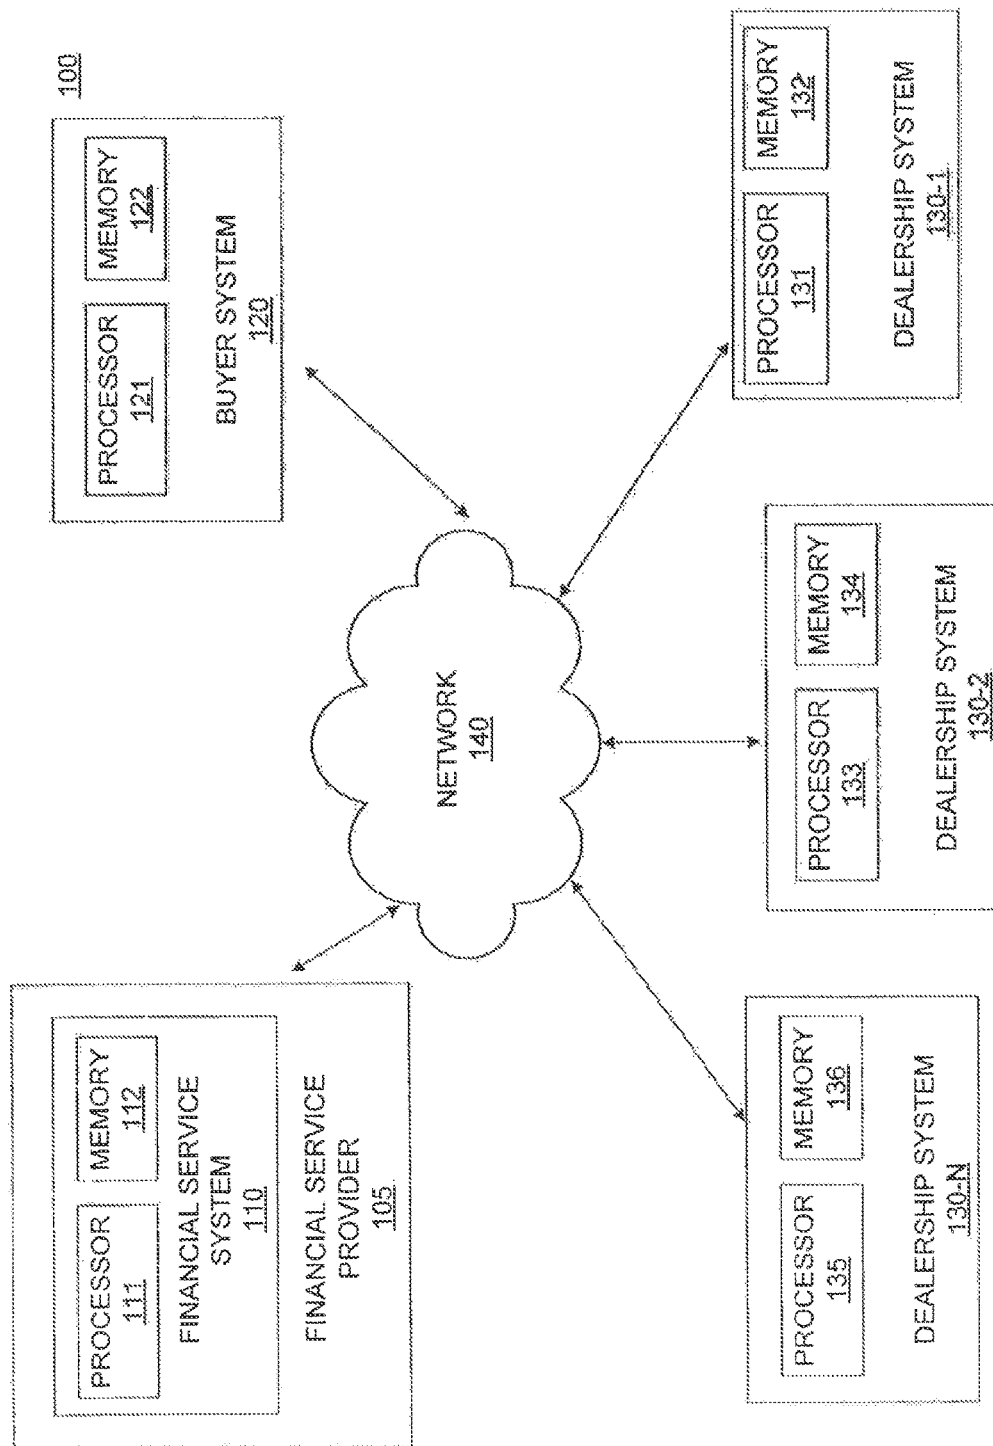 100
PROCESSOR
111
MEMORY
112
FINANCIAL SERVICE
SYSTEM
110
FINANCIAL SERVICE
PROVIDER
105
PROCESSOR
121
MEMORY
122
BUYER SYSTEM
120
NETWORK
140
PROCESSOR
135
MEMORY
136
DEALERSHIP SYSTEM
130-N
PROCESSOR
133
MEMORY
134
DEALERSHIP SYSTEM
130-2
PROCESSOR
131
MEMORY
132
DEALERSHIP SYSTEM
130-1